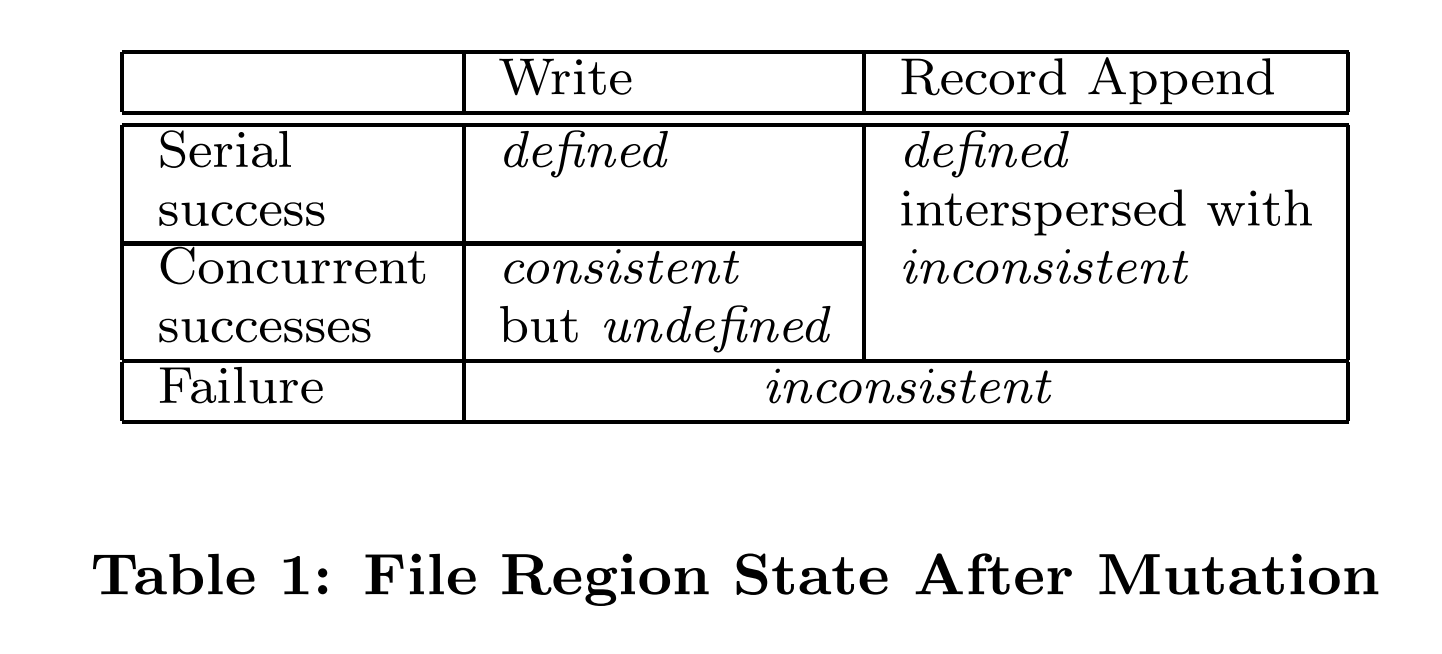 Write Record Append
Serial success
defined
defined interspersed with inconsistent
Concurrent successes
consistent but undefined
Failure
inconsistent
Table 1: File Region State After Mutation